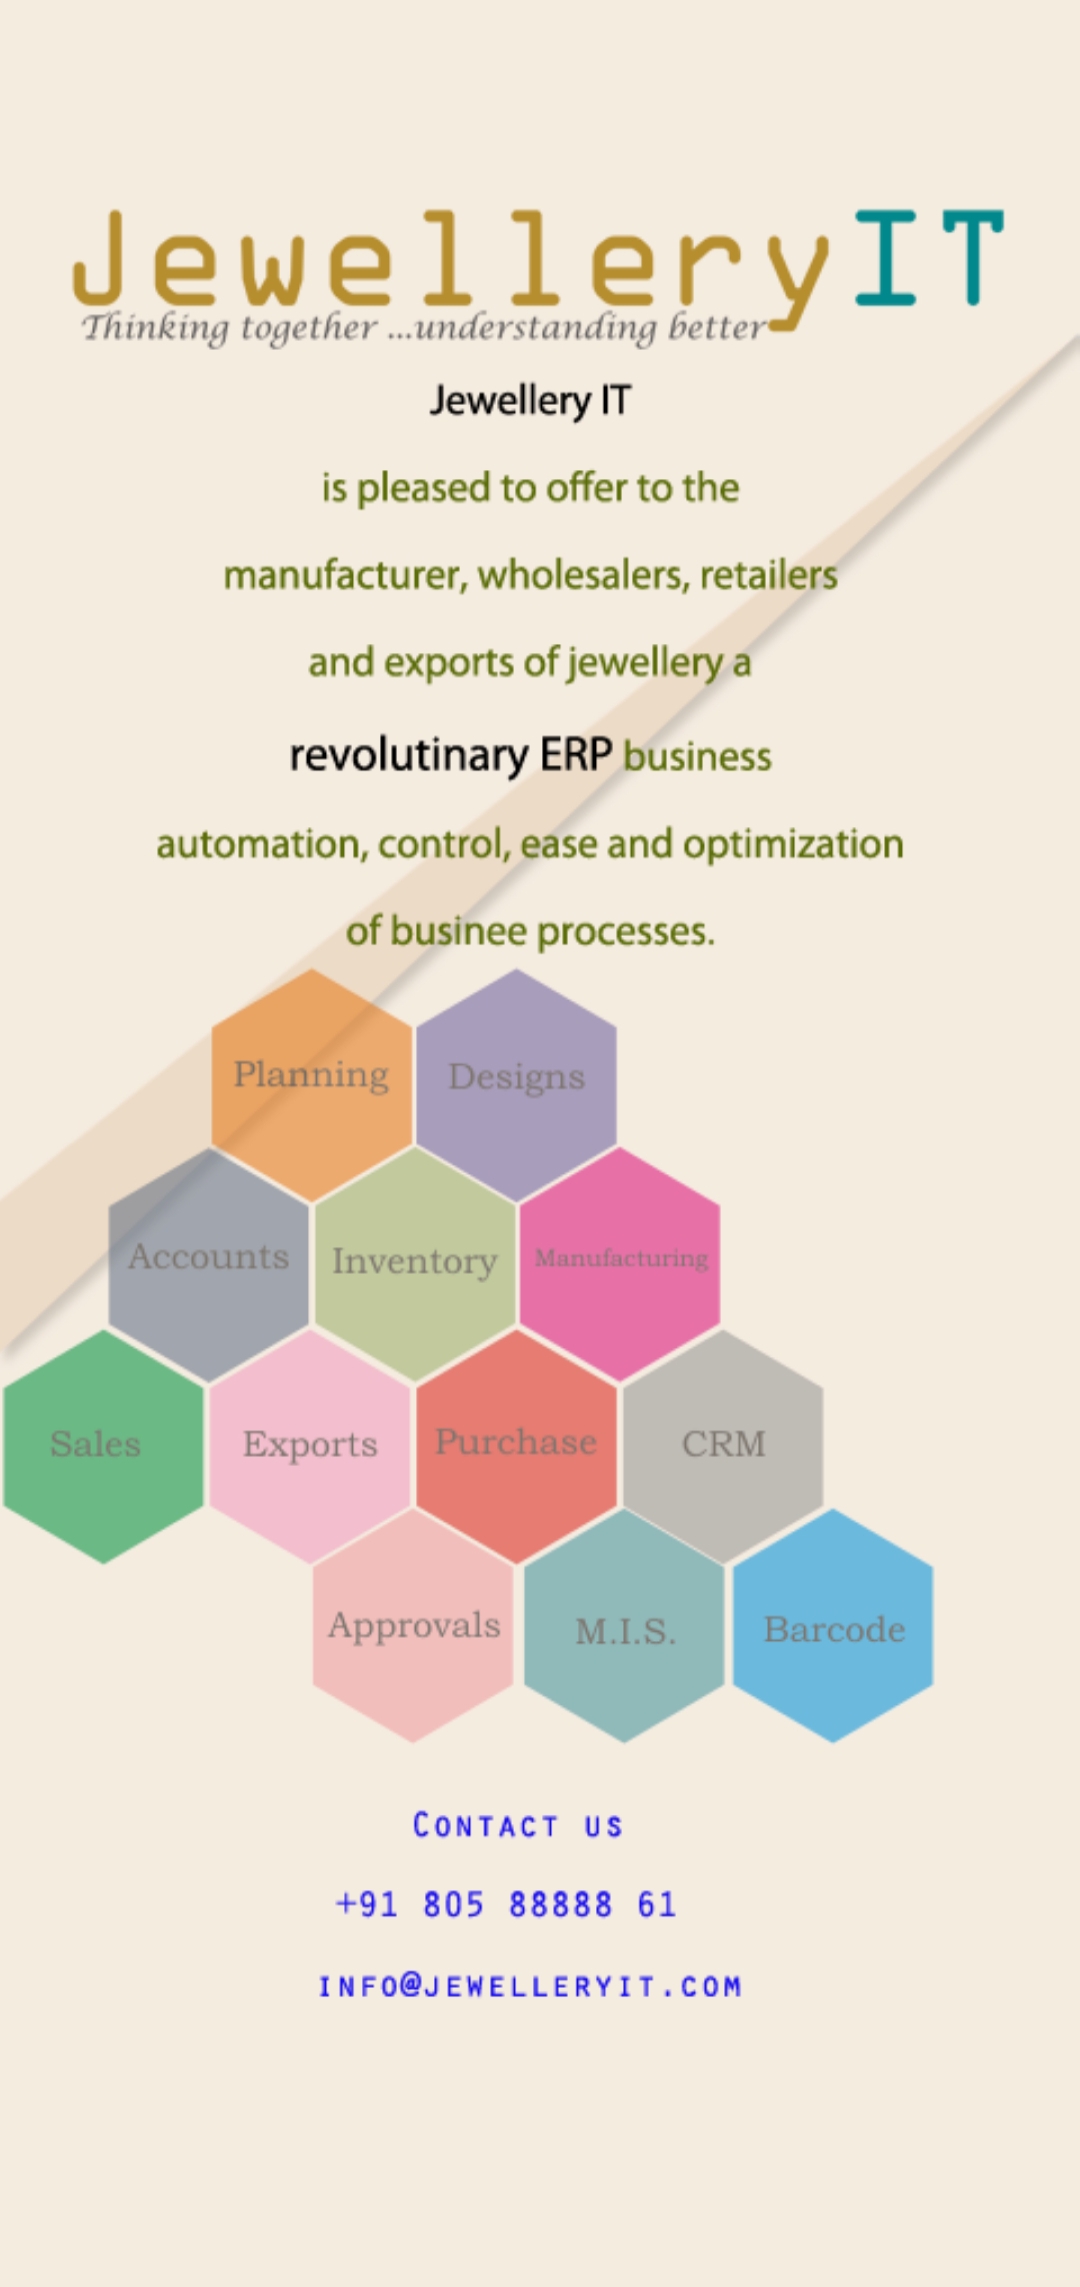 JewelleryIT
Thinking together ...understanding better
Jewellery IT
is pleased to offer to the
manufacturer, wholesalers, retailers
and exports of jewellery a
revolutinary ERP business
automation, control, ease and optimization
of businee processes.
Planning Designs
Accounts Inventory Manufacturing
Sales Exports Purchase CRM
Approvals M.I.S. Barcode
CONTACT US
+91 805 88888 61
INFO@JEWELLERYIT.COM